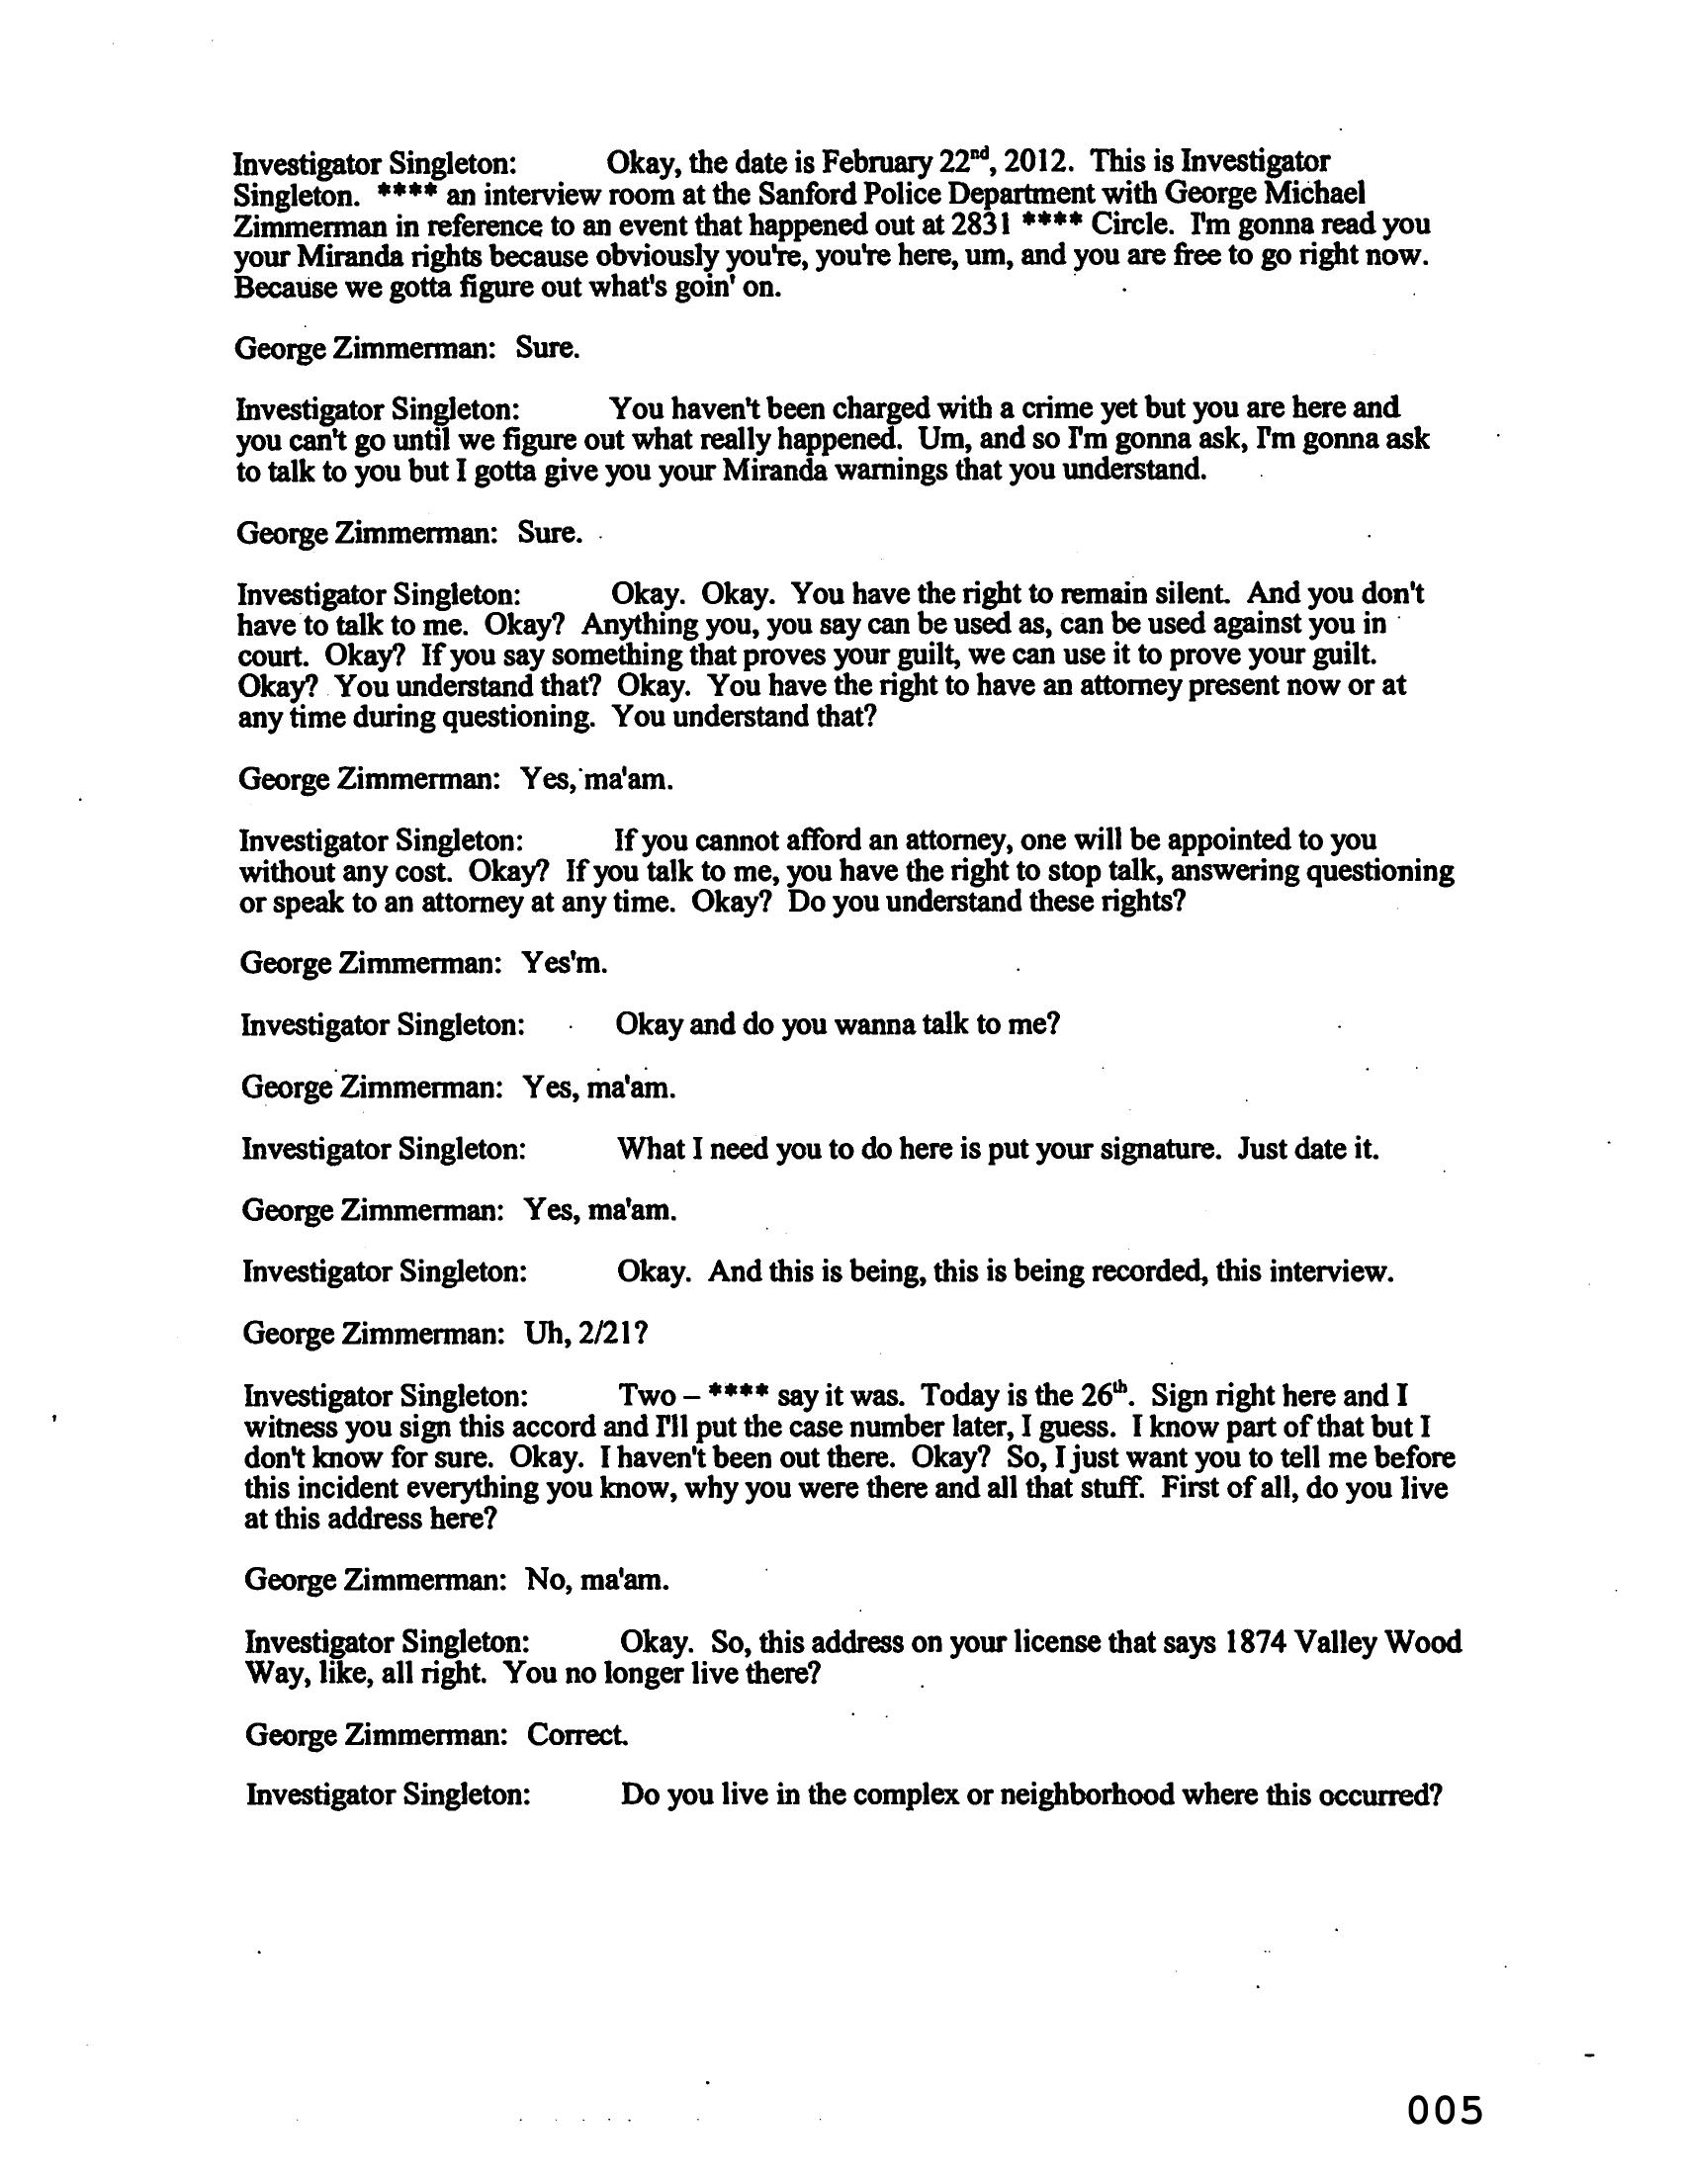 Investigator Singleton: Okay, the date is February 22nd, 2012. This is Investigator
Singleton. **** an interview room at the Sanford Police Department with George Michael
Zimmerman in reference to an event that happened out at 2831 **** Circle. I'm gonna read you
your Miranda rights because obviously you're, you're here, um, and you are free to go right now.
Because we gotta figure out what's goin' on.
George Zimmerman: Sure.
Investigator Singleton: You haven't been charged with a crime yet but you are here and
you can't go until we figure out what really happened. Um, and so I'm gonna ask, I'm gonna ask
to talk to you but I gotta give you your Miranda warnings that you understand.
George Zimmerman: Sure.
Investigator Singleton: Okay. Okay. You have the right to remain silent. And you don't
have to talk to me. Okay? Anything you, you say can be used as, can be used against you in
court. Okay? If you say something that proves your guilt, we can use it to prove your guilt.
Okay? You understand that? Okay. You have the right to have an attorney present now or at
any time during questioning. You understand that?
George Zimmerman: Yes, ma'am.
Investigator Singleton: If you cannot afford an attorney, one will be appointed to you
without any cost. Okay? If you talk to me, you have the right to stop talk, answering questioning
or speak to an attorney at any time. Okay? Do you understand these rights?
George Zimmerman: Yes'm.
Investigator Singleton: Okay and do you wanna talk to me?
George Zimmerman: Yes, ma'am.
Investigator Singleton: What I need you to do here is put your signature. Just date it.
George Zimmerman: Yes, ma'am.
Investigator Singleton: Okay. And this is being, this is being recorded, this interview.
George Zimmerman: Uh, 2/21?
Investigator Singleton: Two – **** say it was. Today is the 26th. Sign right here and I
witness you sign this accord and I'll put the case number later, I guess. I know part of that but I
don't know for sure. Okay. I haven't been out there. Okay? So, I just want you to tell me before
this incident everything you know, why you were there and all that stuff. First of all, do you live
at this address here?
George Zimmerman: No, ma'am.
Investigator Singleton: Okay. So, this address on your license that says 1874 Valley Wood
Way, like, all right. You no longer live there?
George Zimmerman: Correct.
Investigator Singleton: Do you live in the complex or neighborhood where this occurred?
005